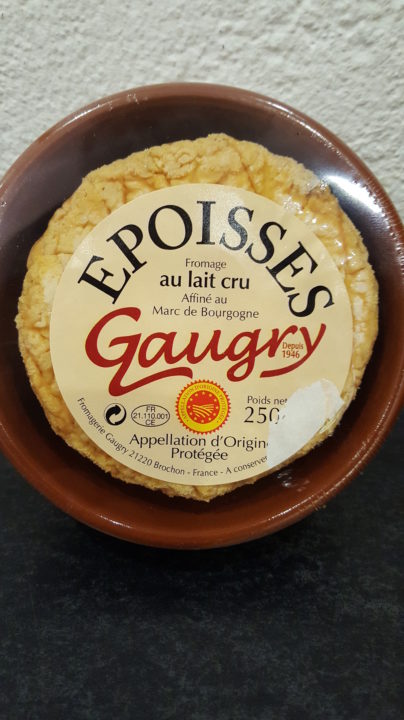 EPOISSES
Fromage
au lait cru
Affiné au
Marc de Bourgogne
Gaugry
Depuis
1946
FR
21.110.001
CE
Poids net
250
Appellation d'Origine
Protégée
Fromagerie Gaugry 21220 Brochon - France - A conserver